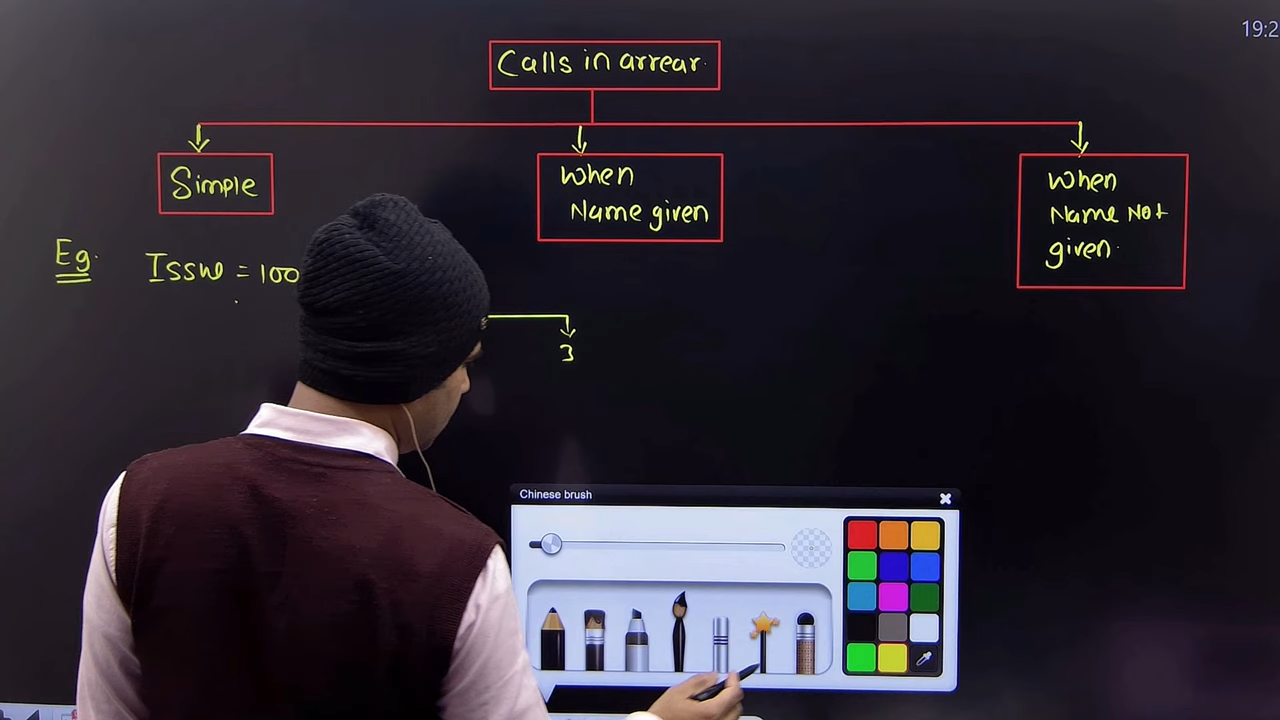 19:2
Calls in arrear.
Simple
When
Name given
When
Name Not
given.
Eg.
Issue = 100
3
Chinese brush